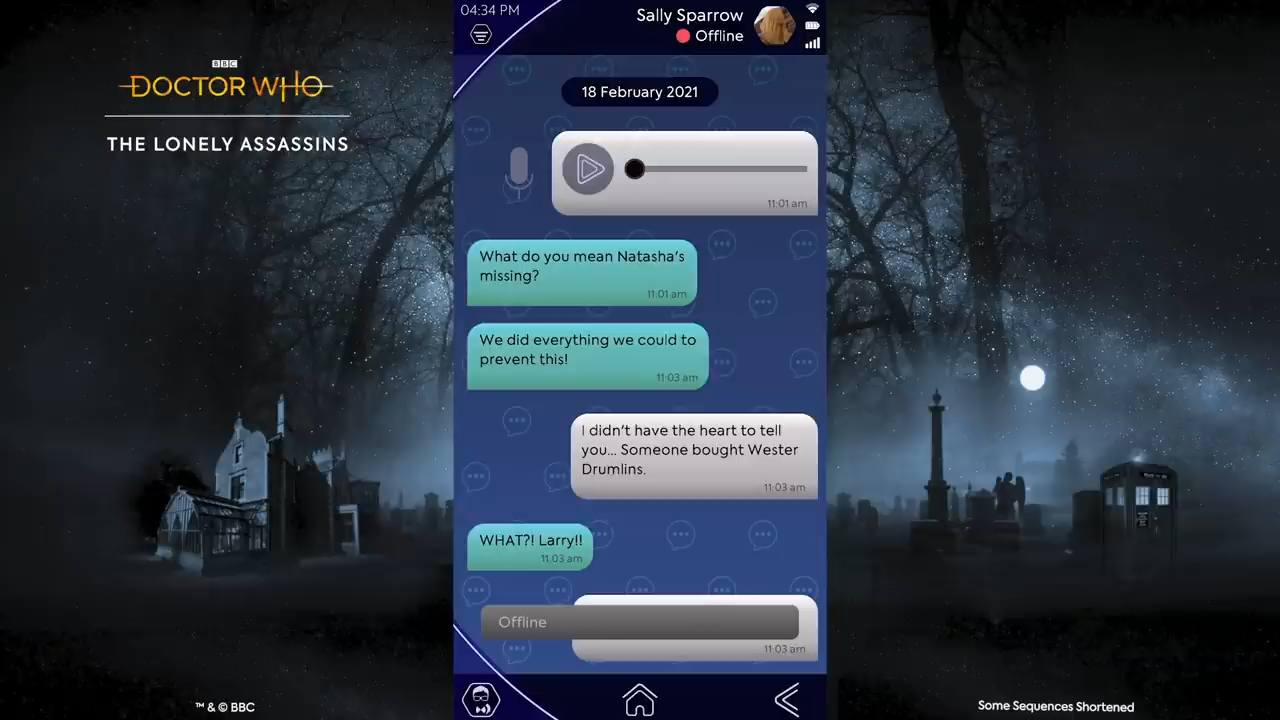 BBC
DOCTOR WHO
THE LONELY ASSASSINS
04:34 PM
Sally Sparrow
Offline
18 February 2021
11:01 am
What do you mean Natasha's
missing?
11:01 am
We did everything we could to
prevent this!
11:03 am
I didn't have the heart to tell
you... Someone bought Wester
Drumlins.
11:03 am
WHAT?! Larry!!
11:03 am
Offline
11:03 am
™ & © BBC
Some Sequences Shortened